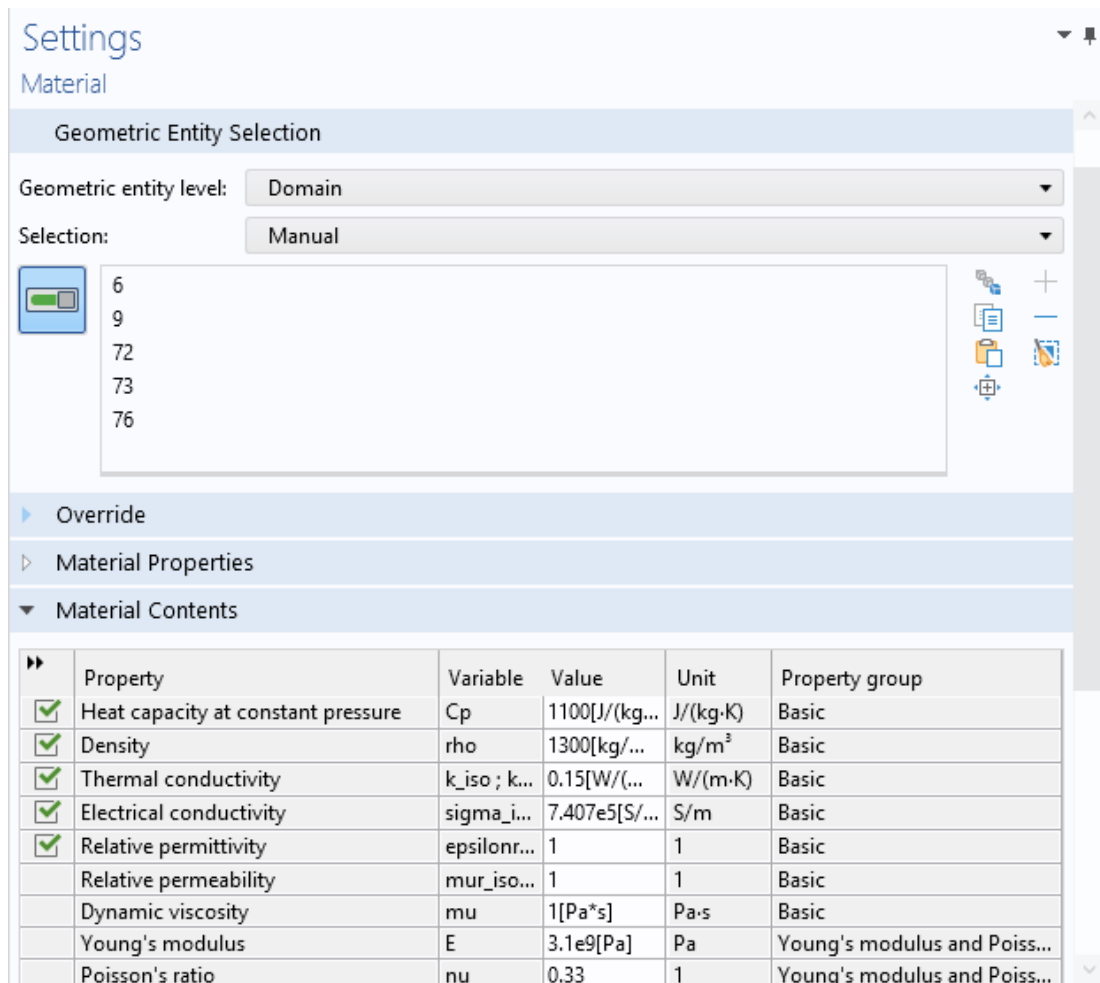 Settings
Material
Geometric Entity Selection
Geometric entity level: Domain
Selection: Manual
6
9
72
73
76
Override
Material Properties
Material Contents
Property Variable Value Unit Property group
Heat capacity at constant pressure Cp 1100[J/(kg... J/(kg·K) Basic
Density rho 1300[kg/... kg/m³ Basic
Thermal conductivity k_iso ; k... 0.15[W/(... W/(m·K) Basic
Electrical conductivity sigma_i... 7.407e5[S/... S/m Basic
Relative permittivity epsilonr... 1 1 Basic
Relative permeability mur_iso... 1 1 Basic
Dynamic viscosity mu 1[Pa*s] Pa·s Basic
Young's modulus E 3.1e9[Pa] Pa Young's modulus and Poiss...
Poisson's ratio nu 0.33 1 Young's modulus and Poiss...